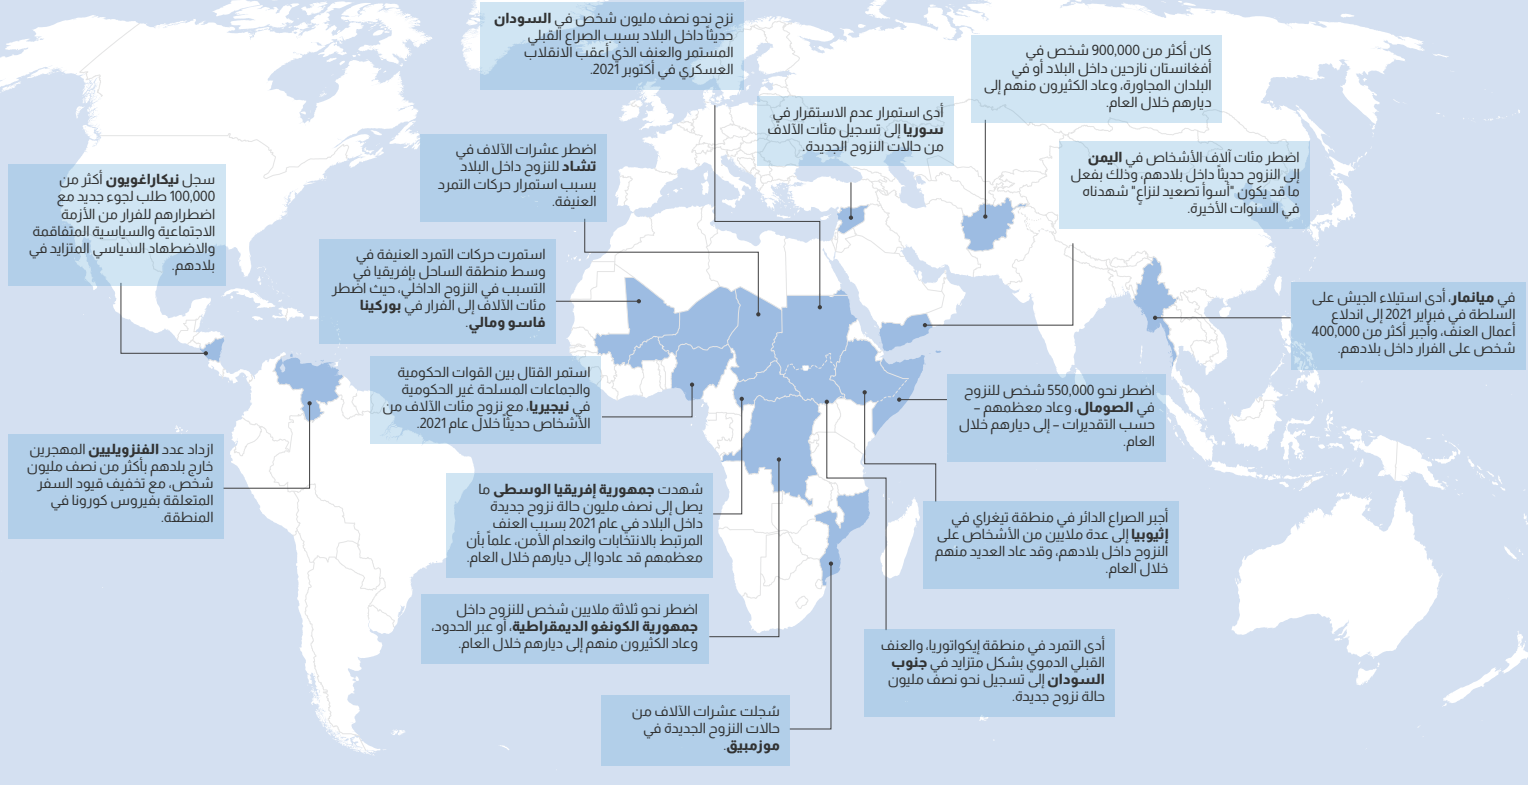 نزح نحو نصف مليون شخص في السودان
حديثاً داخل البلاد بسبب الصراع القبلي
المستمر والعنف الذي أعقب الانقلاب
العسكري في أكتوبر 2021.
كان أكثر من 900,000 شخص في
أفغانستان نازحين داخل البلاد أو في
البلدان المجاورة، وعاد الكثيرون منهم إلى
ديارهم خلال العام.
أدى استمرار عدم الاستقرار في
سوريا إلى تسجيل مئات الآلاف
من حالات النزوح الجديدة.
اضطر مئات آلاف الأشخاص في اليمن
إلى النزوح حديثاً داخل بلادهم، وذلك بفعل
ما قد يكون "أسوأ تصعيد لنزاعٍ" شهدناه
في السنوات الأخيرة.
اضطر عشرات الآلاف في
تشاد للنزوح داخل البلاد
بسبب استمرار حركات التمرد
العنيفة.
سجل نيكاراغويون أكثر من
100,000 طلب لجوء جديد مع
اضطرارهم للفرار من الأزمة
الاجتماعية والسياسية المتفاقمة
والاضطهاد السياسي المتزايد في
بلادهم.
استمرت حركات التمرد العنيفة في
وسط منطقة الساحل بإفريقيا في
التسبب في النزوح الداخلي، حيث اضطر
مئات الآلاف إلى الفرار في بوركينا
فاسو ومالي.
في ميانمار، أدى استيلاء الجيش على
السلطة في فبراير 2021 إلى اندلاع
أعمال العنف، وأجبر أكثر من 400,000
شخص على الفرار داخل بلادهم.
استمر القتال بين القوات الحكومية
والجماعات المسلحة غير الحكومية
في نيجيريا، مع نزوح مئات الآلاف من
الأشخاص حديثاً خلال عام 2021.
اضطر نحو 550,000 شخص للنزوح
في الصومال، وعاد معظمهم –
حسب التقديرات – إلى ديارهم خلال
العام.
ازداد عدد الفنزويليين المهجرين
خارج بلدهم بأكثر من نصف مليون
شخص، مع تخفيف قيود السفر
المتعلقة بفيروس كورونا في
المنطقة.
شهدت جمهورية إفريقيا الوسطى ما
يصل إلى نصف مليون حالة نزوح جديدة
داخل البلاد في عام 2021 بسبب العنف
المرتبط بالانتخابات وانعدام الأمن، علماً بأن
معظمهم قد عادوا إلى ديارهم خلال العام.
أجبر الصراع الدائر في منطقة تيغراي في
إثيوبيا إلى عدة ملايين من الأشخاص على
النزوح داخل بلادهم، وقد عاد العديد منهم
خلال العام.
اضطر نحو ثلاثة ملايين شخص للنزوح داخل
جمهورية الكونغو الديمقراطية، أو عبر الحدود،
وعاد الكثيرون منهم إلى ديارهم خلال العام.
أدى التمرد في منطقة إيكواتوريا، والعنف
القبلي الدموي بشكل متزايد في جنوب
السودان إلى تسجيل نحو نصف مليون
حالة نزوح جديدة.
سُجلت عشرات الآلاف من
حالات النزوح الجديدة في
موزمبيق.